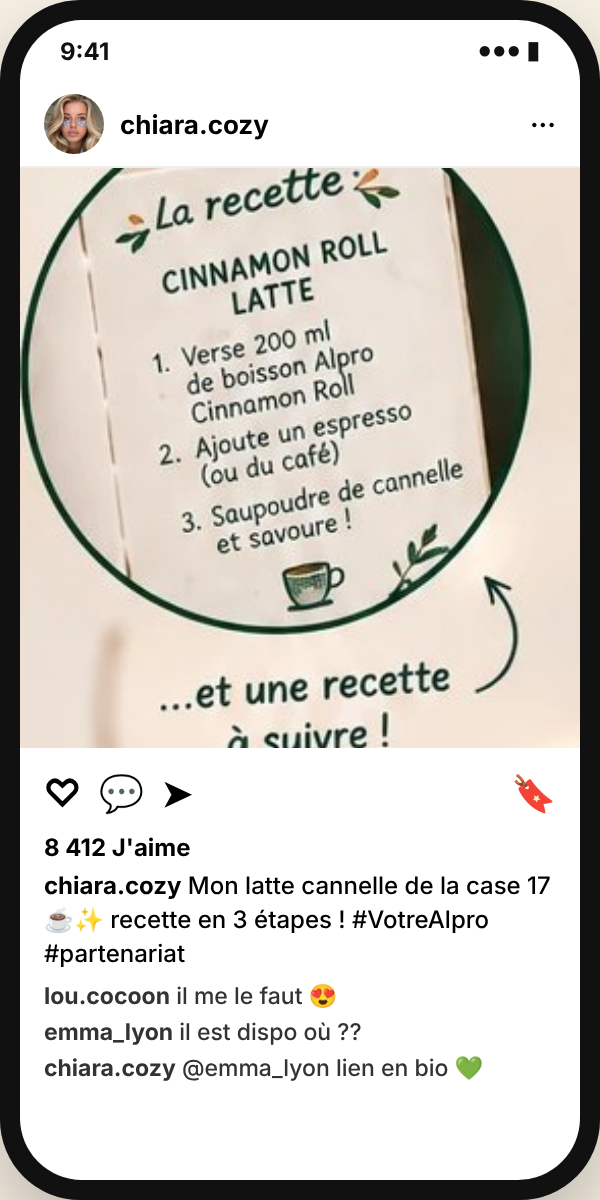 9:41
chiara.cozy
La recette
CINNAMON ROLL
LATTE
1. Verse 200 ml
de boisson Alpro
Cinnamon Roll
2. Ajoute un espresso
(ou du café)
3. Saupoudre de cannelle
et savoure !
...et une recette
à suivre !
8 412 J'aime
chiara.cozy Mon latte cannelle de la case 17
☕✨ recette en 3 étapes ! #VotreAlpro
#partenariat
lou.cocoon il me le faut 😍
emma_lyon il est dispo où ??
chiara.cozy @emma_lyon lien en bio 💚